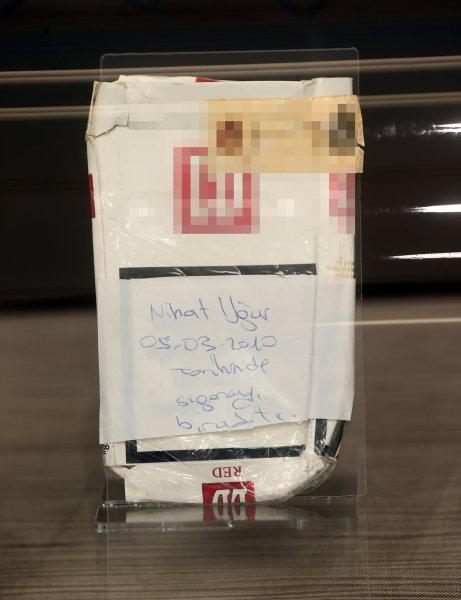 Nihat Uğur
05-03-2010
Tarihinde
sigarayı
bıraktı.
RED